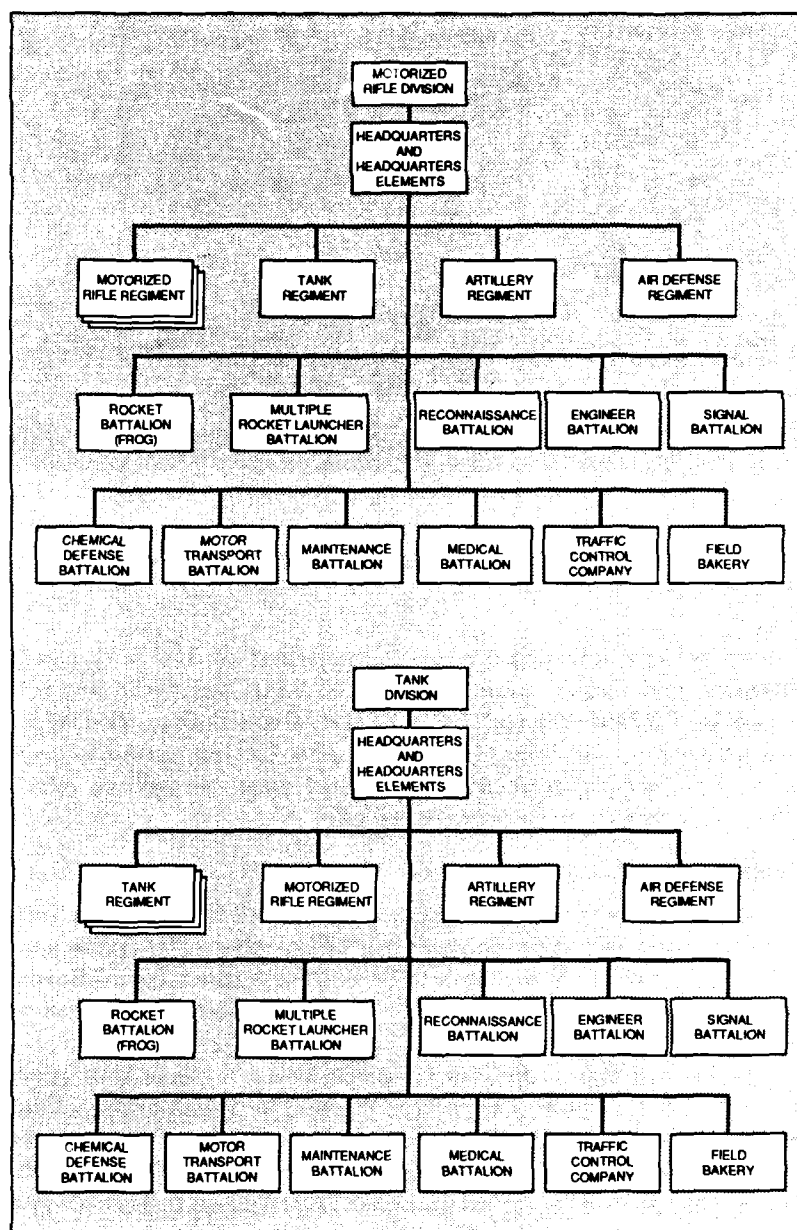 MOTORIZED
RIFLE DIVISION
HEADQUARTERS
AND
HEADQUARTERS
ELEMENTS
MOTORIZED
RIFLE REGIMENT
TANK
REGIMENT
ARTILLERY
REGIMENT
AIR DEFENSE
REGIMENT
ROCKET
BATTALION
(FROG)
MULTIPLE
ROCKET LAUNCHER
BATTALION
RECONNAISSANCE
BATTALION
ENGINEER
BATTALION
SIGNAL
BATTALION
CHEMICAL
DEFENSE
BATTALION
MOTOR
TRANSPORT
BATTALION
MAINTENANCE
BATTALION
MEDICAL
BATTALION
TRAFFIC
CONTROL
COMPANY
FIELD
BAKERY
TANK
DIVISION
HEADQUARTERS
AND
HEADQUARTERS
ELEMENTS
TANK
REGIMENT
MOTORIZED
RIFLE REGIMENT
ARTILLERY
REGIMENT
AIR DEFENSE
REGIMENT
ROCKET
BATTALION
(FROG)
MULTIPLE
ROCKET LAUNCHER
BATTALION
RECONNAISSANCE
BATTALION
ENGINEER
BATTALION
SIGNAL
BATTALION
CHEMICAL
DEFENSE
BATTALION
MOTOR
TRANSPORT
BATTALION
MAINTENANCE
BATTALION
MEDICAL
BATTALION
TRAFFIC
CONTROL
COMPANY
FIELD
BAKERY